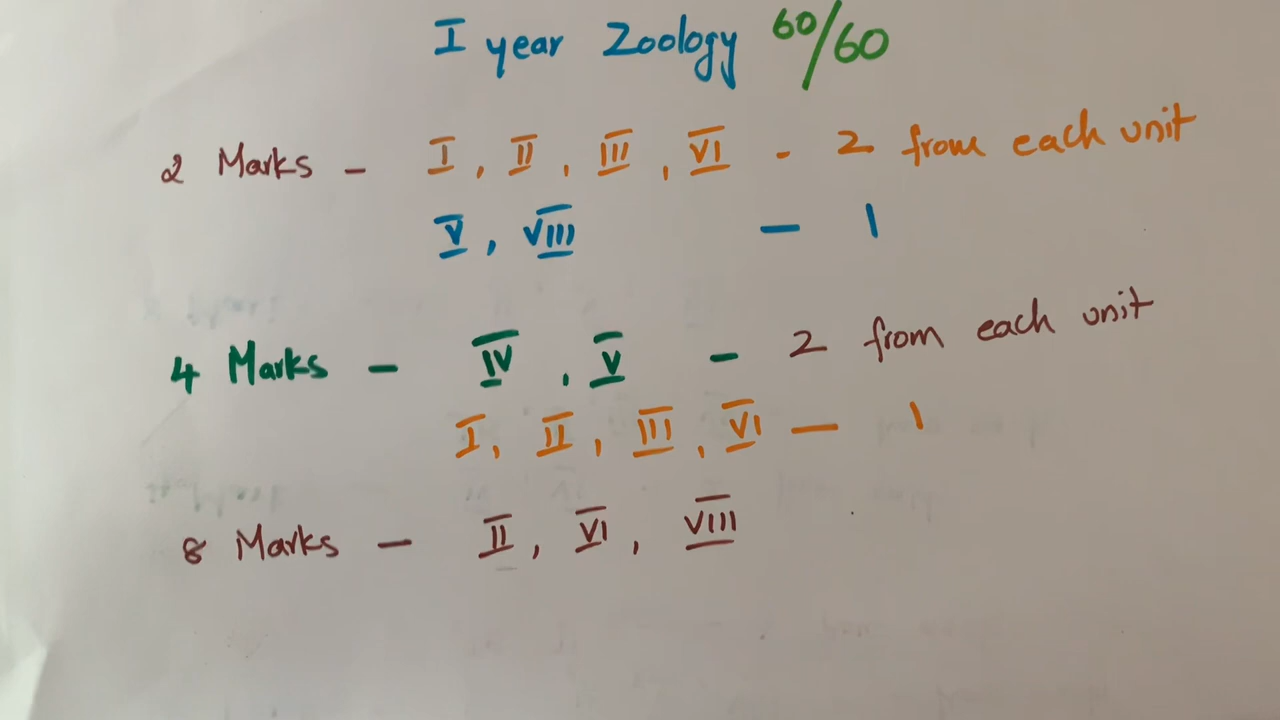 I year Zoology 60/60
2 Marks - I, II, III, VI - 2 from each unit
V, VIII - 1
4 Marks - IV, V - 2 from each unit
I, II, III, VI - 1
8 Marks - II, VI, VIII